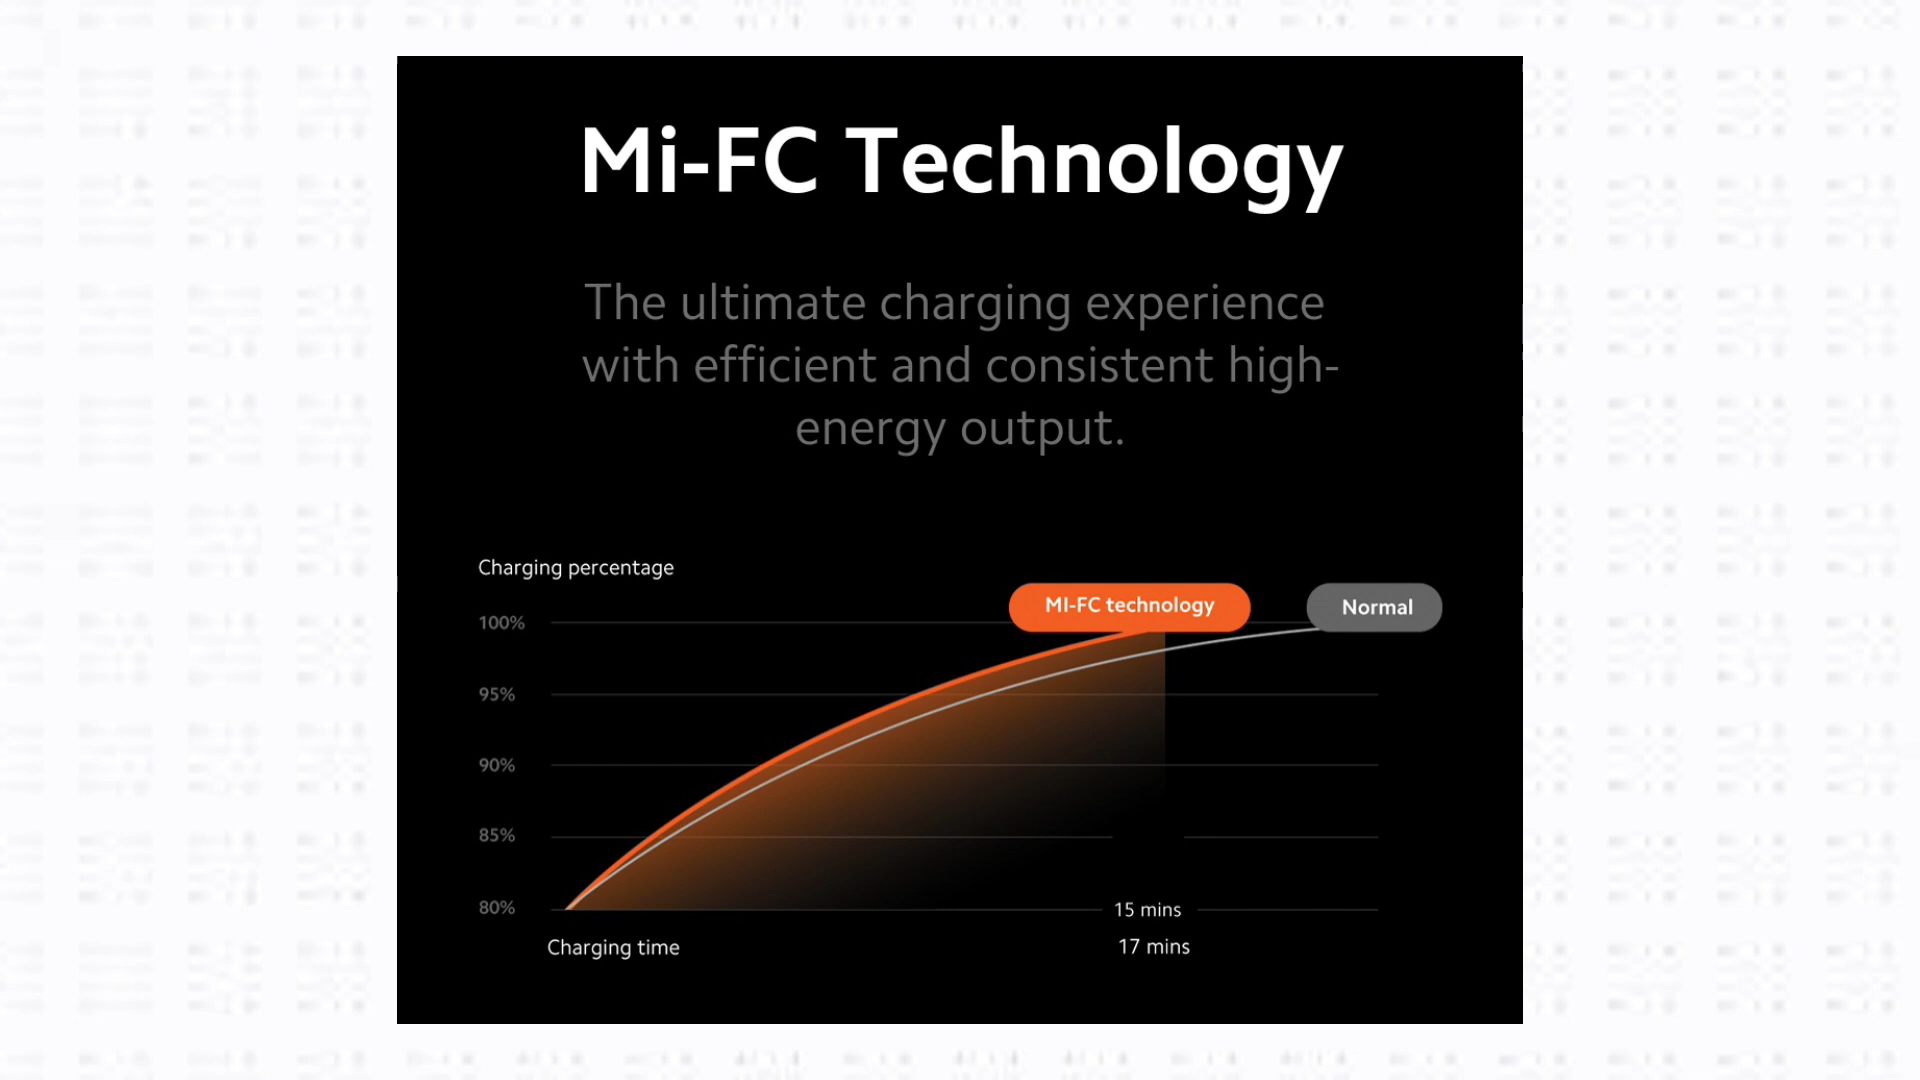 Mi-FC Technology
The ultimate charging experience
with efficient and consistent high-
energy output.
Charging percentage
MI-FC technology
Normal
100%
95%
90%
85%
80%
15 mins
Charging time
17 mins